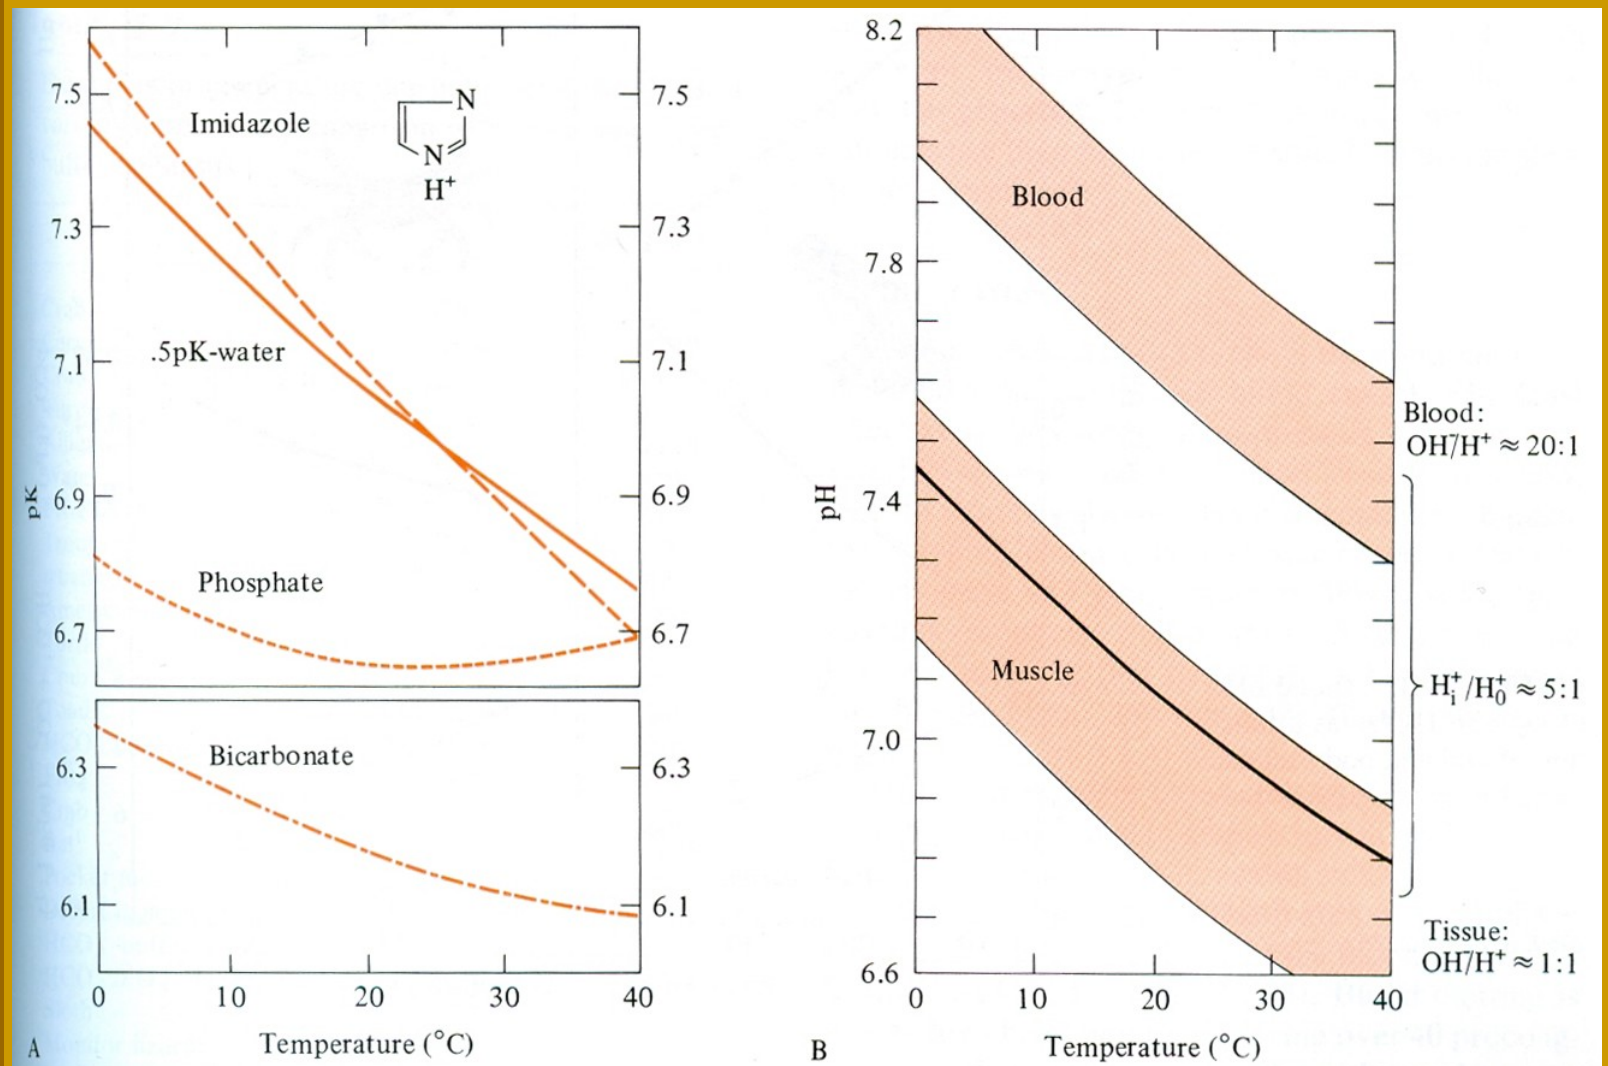 7.5
7.3
7.1
6.9
6.7
6.3
6.1
pK
Imidazole
N
N
H+
.5pK-water
Phosphate
Bicarbonate
7.5
7.3
7.1
6.9
6.7
6.3
6.1
0 10 20 30 40
Temperature (°C)
A
8.2
7.8
7.4
7.0
6.6
pH
Blood
Muscle
Blood:
OH-/H+ ≈ 20:1
Hi+/H0+ ≈ 5:1
Tissue:
OH-/H+ ≈ 1:1
0 10 20 30 40
Temperature (°C)
B